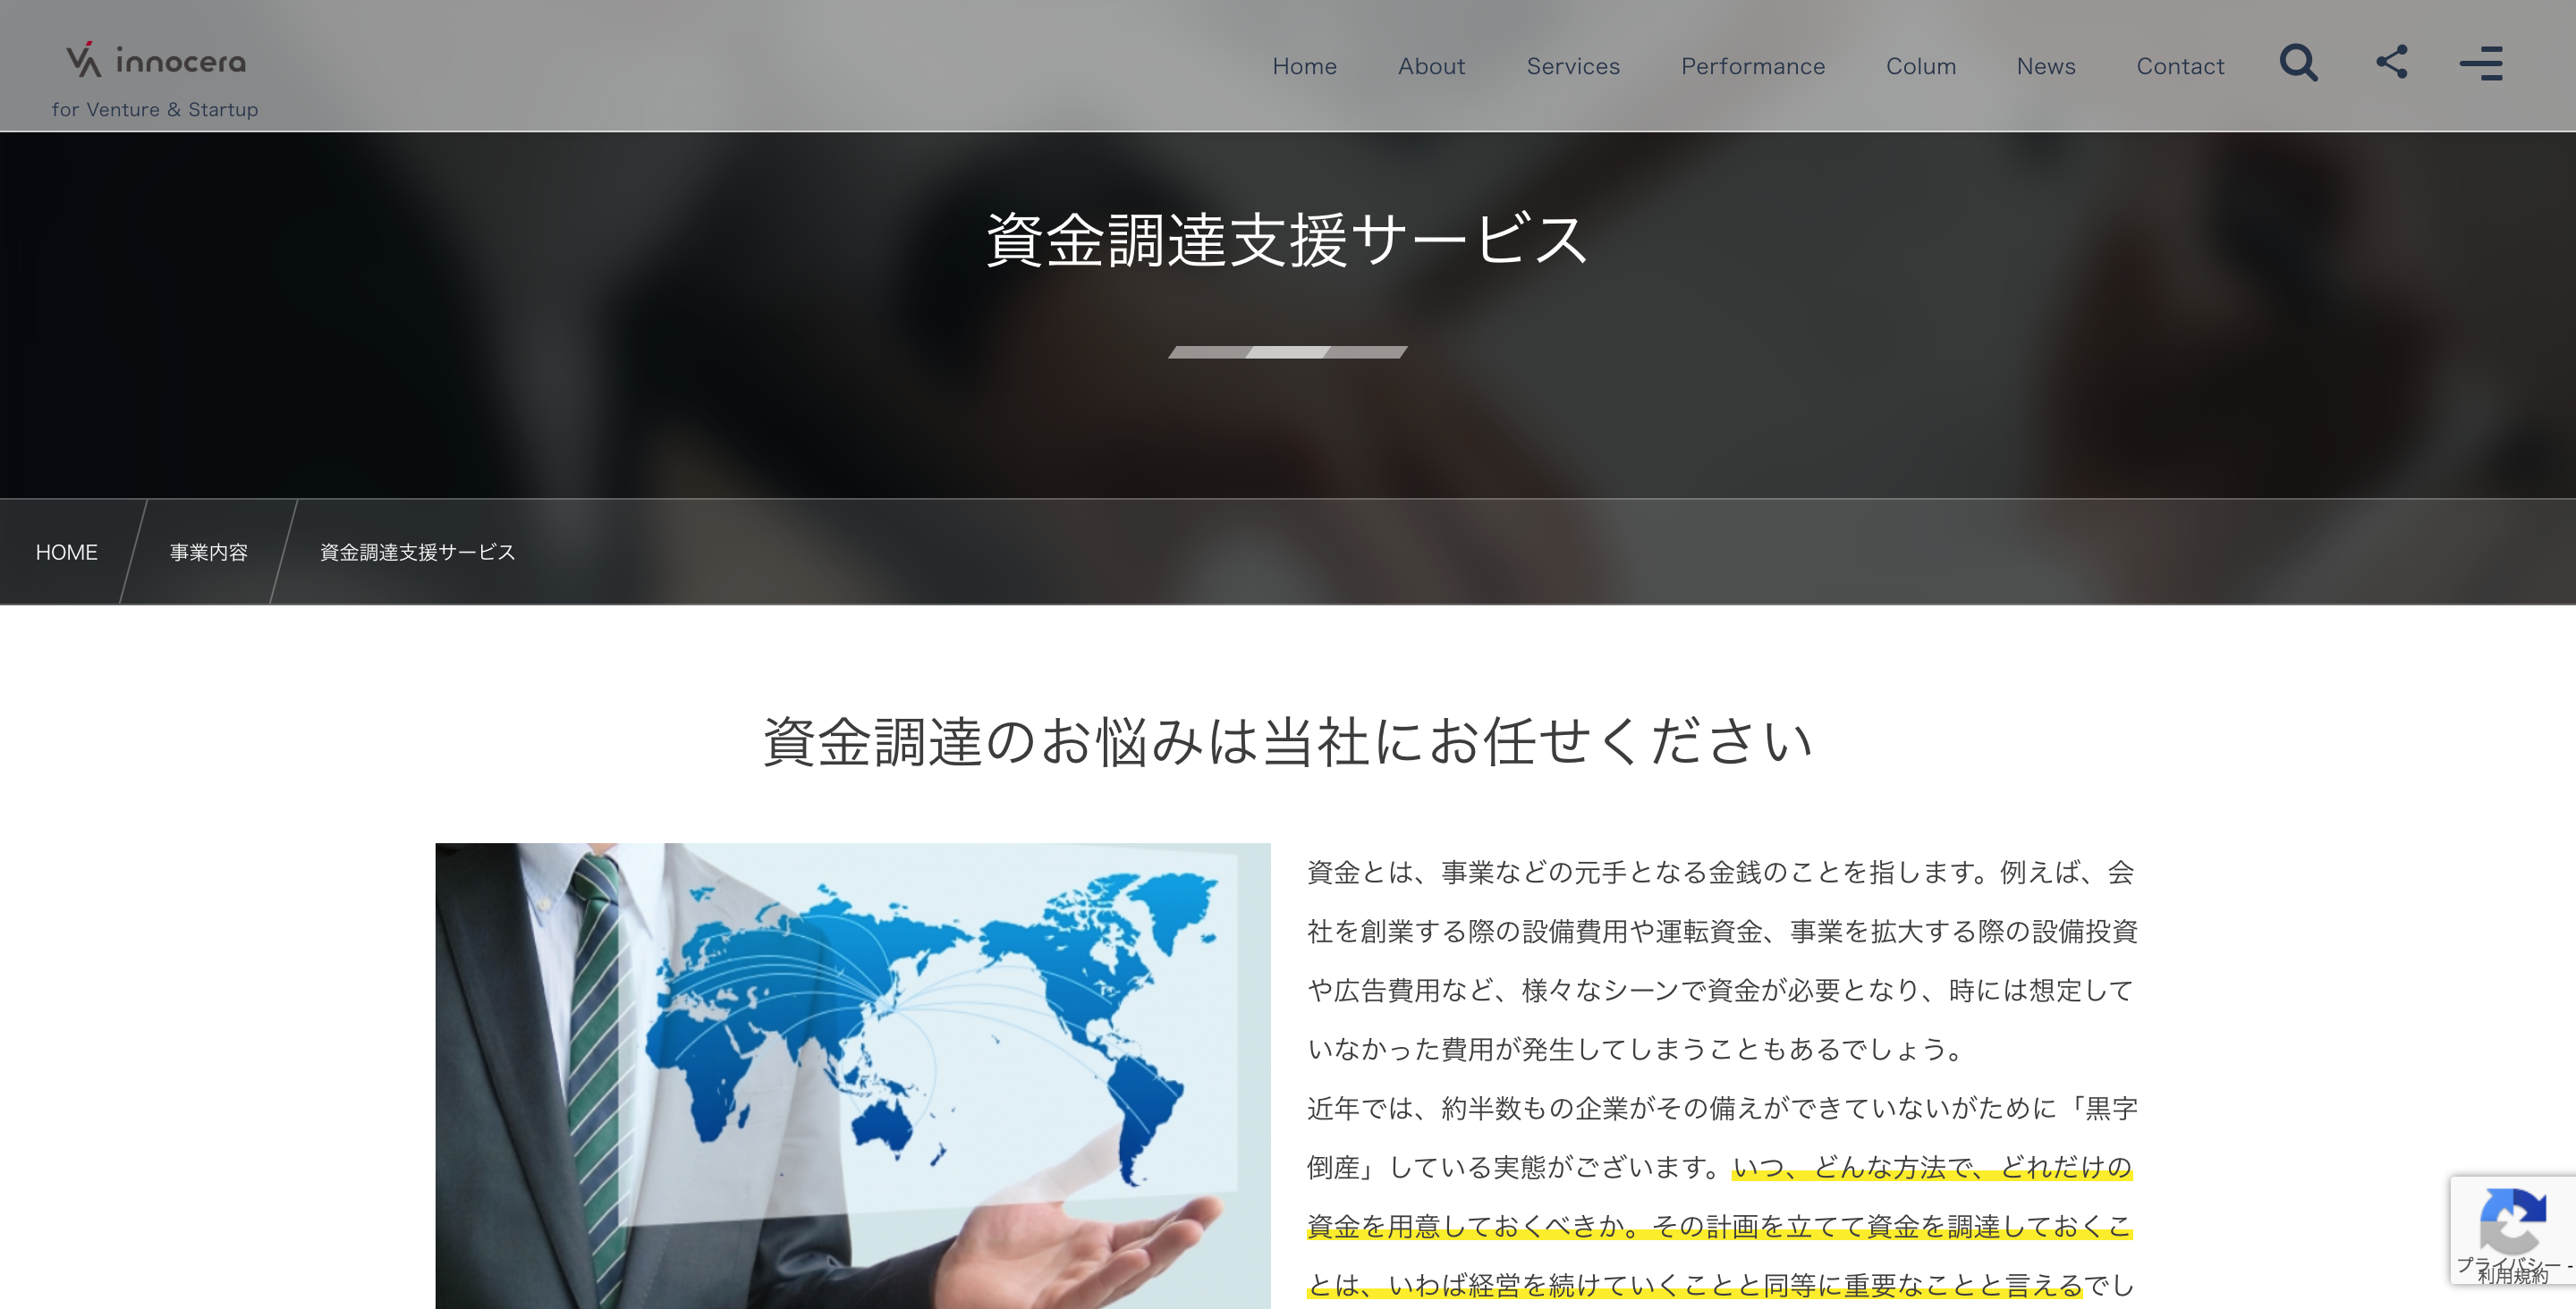 innocera
for Venture & Startup
Home About Services Performance Colum News Contact
資金調達支援サービス
HOME 事業内容 資金調達支援サービス
資金調達のお悩みは当社にお任せください
資金とは、事業などの元手となる金銭のことを指します。例えば、会
社を創業する際の設備費用や運転資金、事業を拡大する際の設備投資
や広告費用など、様々なシーンで資金が必要となり、時には想定して
いなかった費用が発生してしまうこともあるでしょう。
近年では、約半数もの企業がその備えができていないがために「黒字
倒産」している実態がございます。いつ、どんな方法で、どれだけの
資金を用意しておくべきか。その計画を立てて資金を調達しておくこ
とは、いわば経営を続けていくことと同等に重要なことと言えるでし
プライバシー -
利用規約